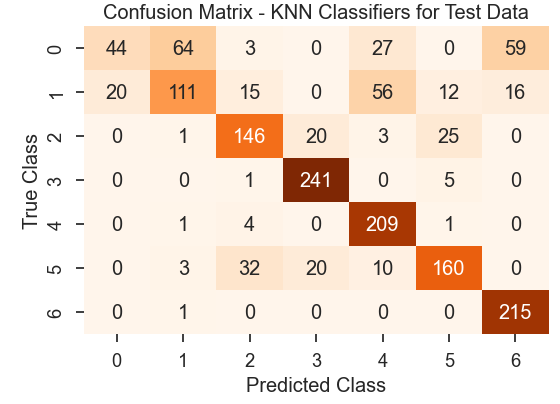 Confusion Matrix - KNN Classifiers for Test Data
True Class
0 44 64 3 0 27 0 59
1 20 111 15 0 56 12 16
2 0 1 146 20 3 25 0
3 0 0 1 241 0 5 0
4 0 1 4 0 209 1 0
5 0 3 32 20 10 160 0
6 0 1 0 0 0 0 215
0 1 2 3 4 5 6
Predicted Class